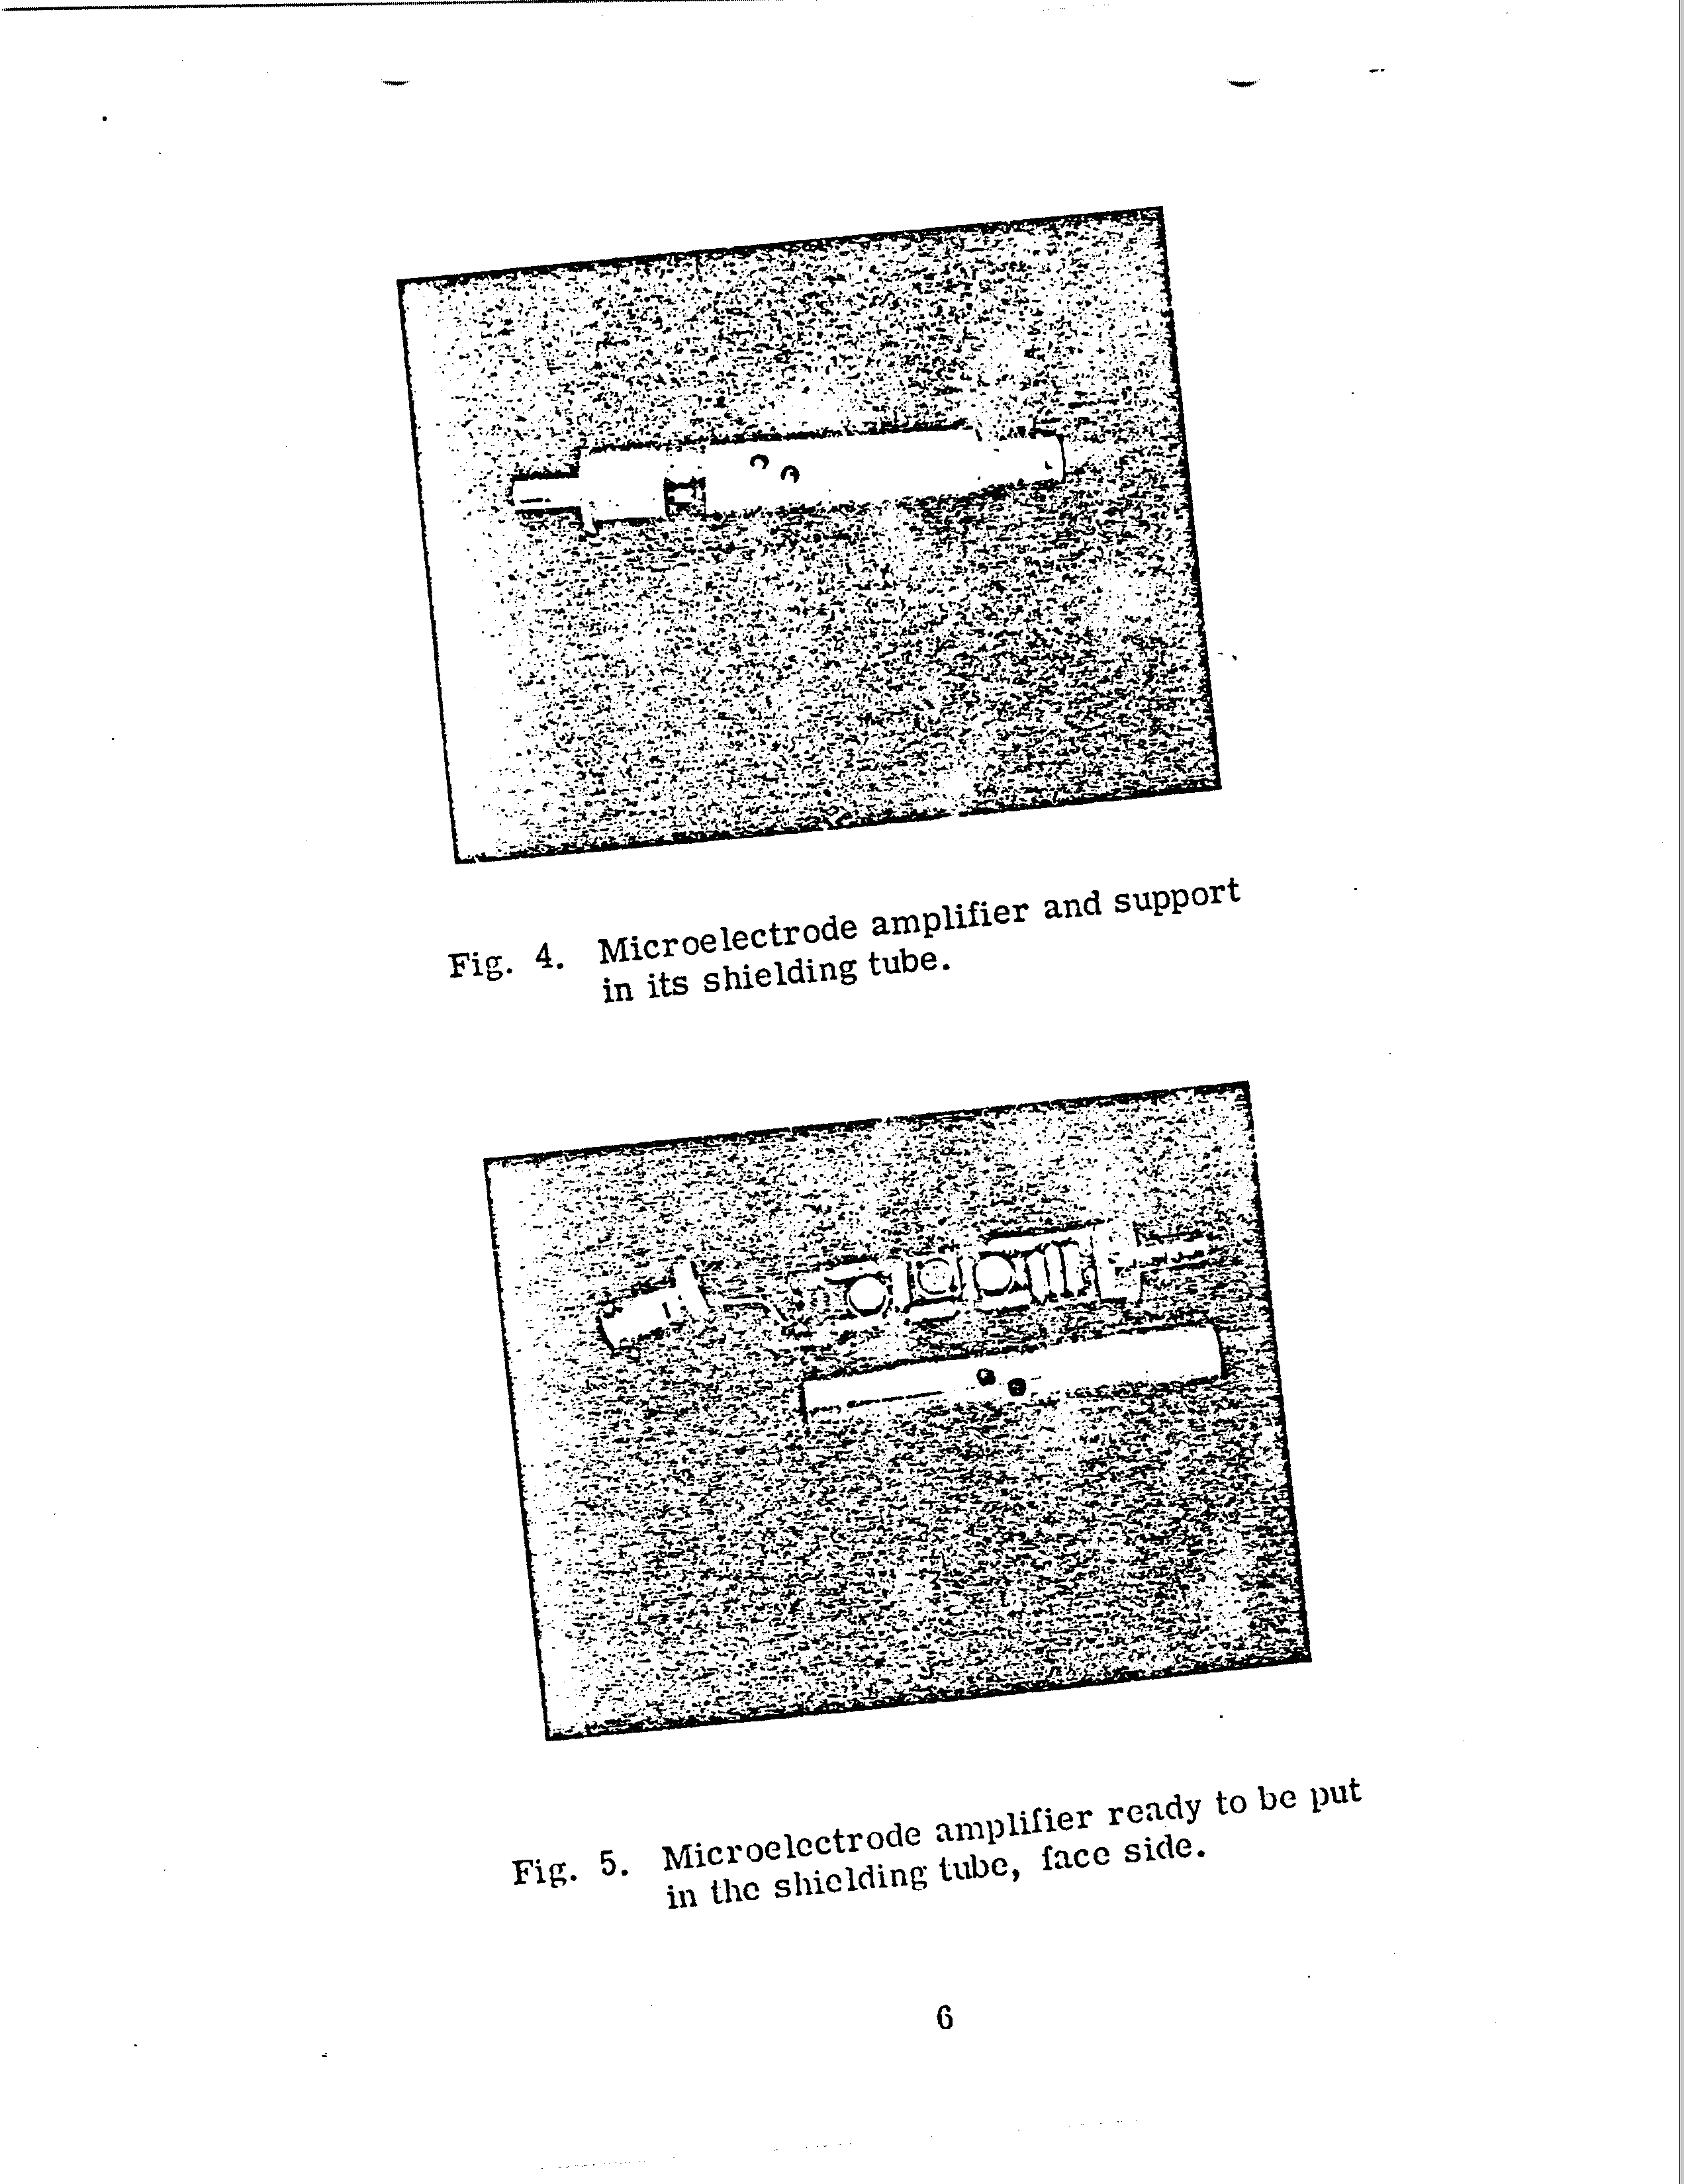 Fig. 4. Microelectrode amplifier and support
in its shielding tube.
Fig. 5. Microelectrode amplifier ready to be put
in the shielding tube, face side.
6